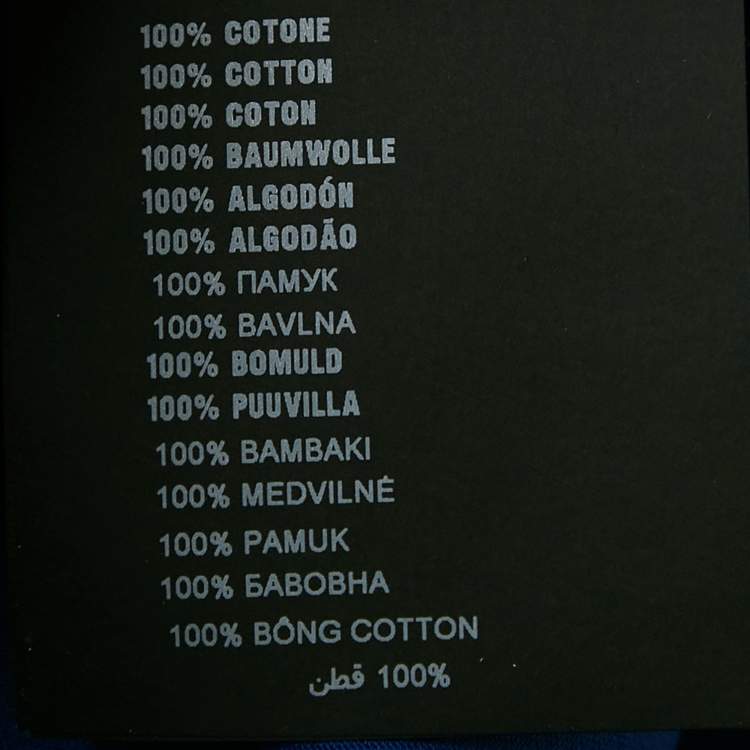 100% COTONE
100% COTTON
100% COTON
100% BAUMWOLLE
100% ALGODÓN
100% ALGODÃO
100% ПАМУК
100% BAVLNA
100% BOMULD
100% PUUVILLA
100% BAMBAKI
100% MEDVILNĖ
100% PAMUK
100% БАВОВНА
100% BÔNG COTTON
100% قطن